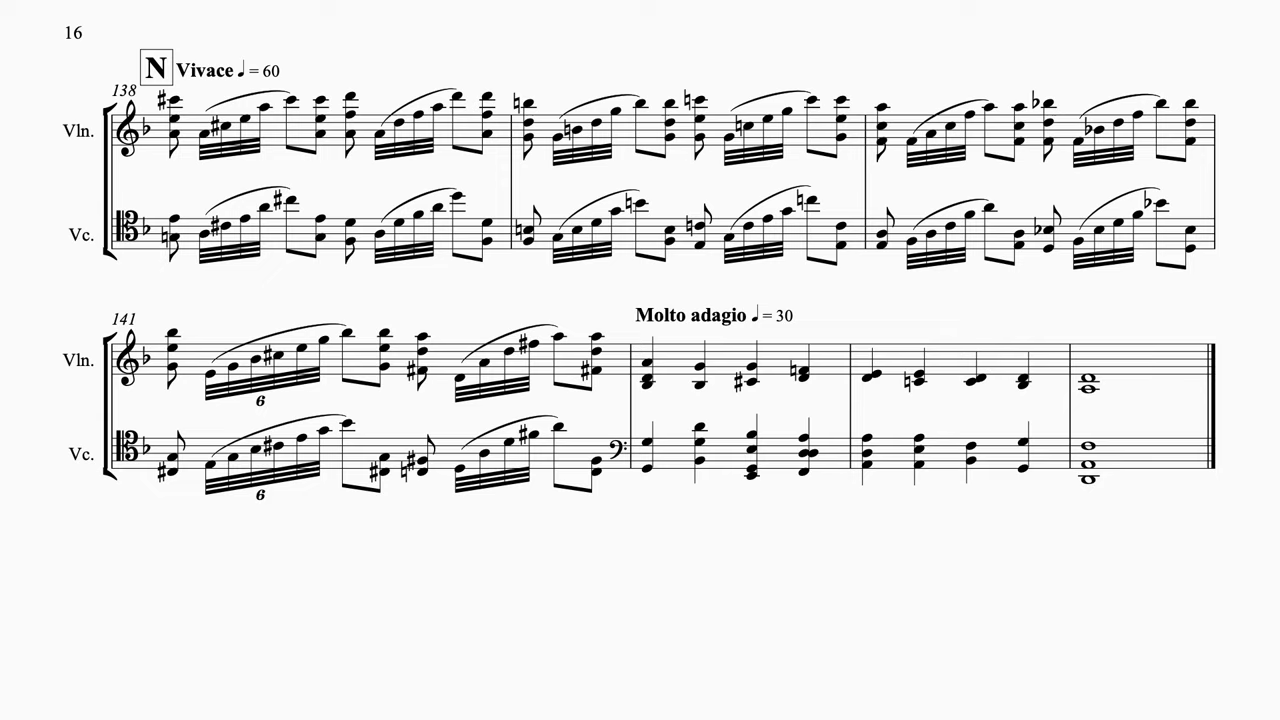 16
N Vivace ♩ = 60
138
Vln.
Vc.
141
Molto adagio ♩ = 30
Vln.
6
Vc.
6